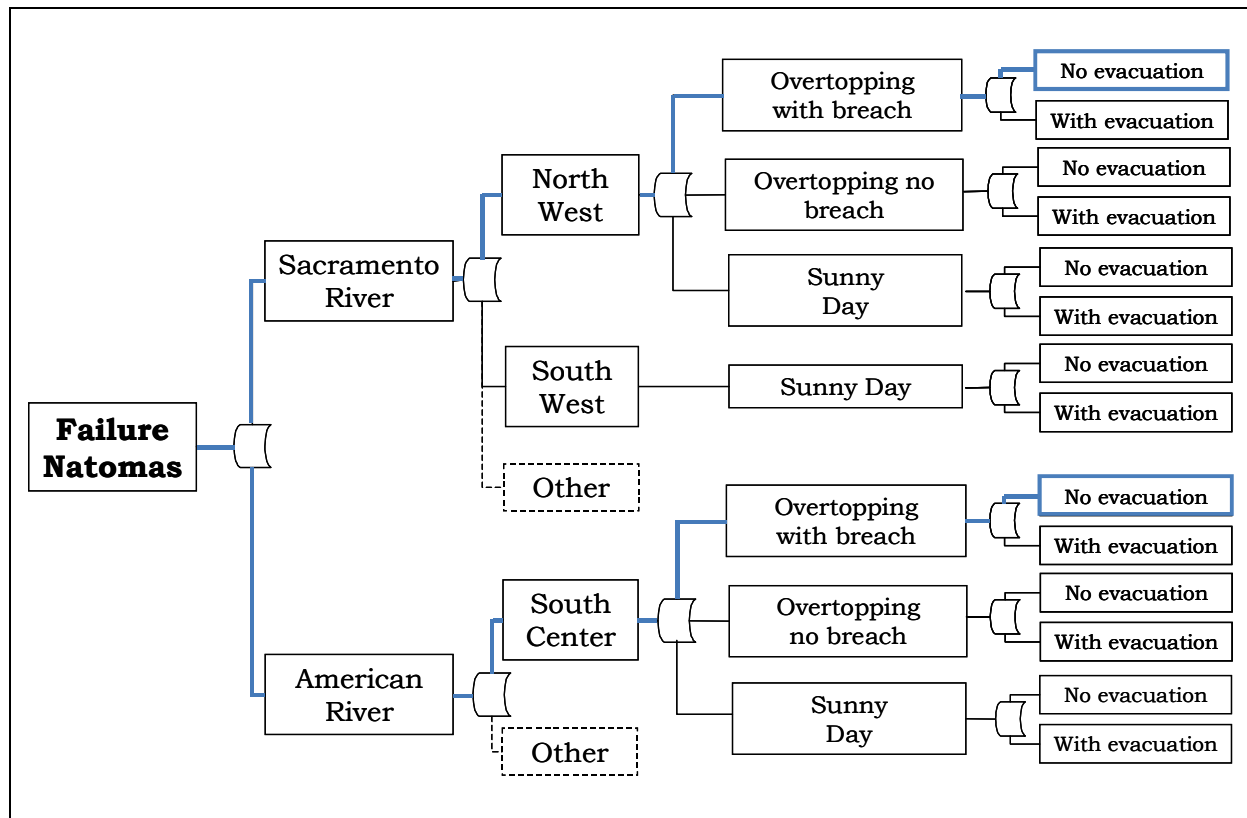 Overtopping
with breach
No evacuation
With evacuation
North
West
Overtopping no
breach
No evacuation
With evacuation
Sacramento
River
Sunny
Day
No evacuation
With evacuation
South
West
Sunny Day
No evacuation
With evacuation
Failure
Natomas
Other
Overtopping
with breach
No evacuation
With evacuation
South
Center
Overtopping
no breach
No evacuation
With evacuation
American
River
Sunny
Day
No evacuation
With evacuation
Other